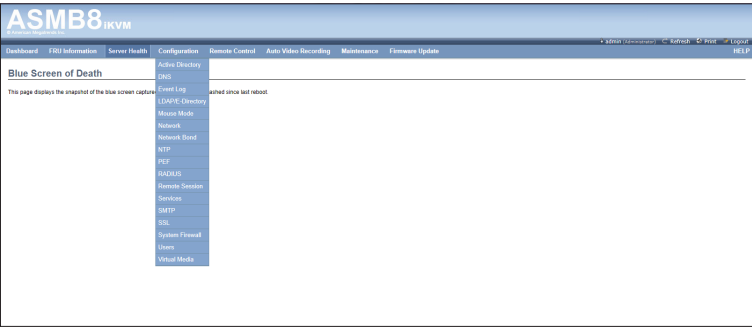 ASMB8 iKVM
© American Megatrends Inc.
admin (Administrator) Refresh Print Logout
Dashboard FRU Information Server Health Configuration Remote Control Auto Video Recording Maintenance Firmware Update HELP
Blue Screen of Death
This page displays the snapshot of the blue screen capture ashed since last reboot.
Active Directory
DNS
Event Log
LDAP/E-Directory
Mouse Mode
Network
Network Bond
NTP
PEF
RADIUS
Remote Session
Services
SMTP
SSL
System Firewall
Users
Virtual Media